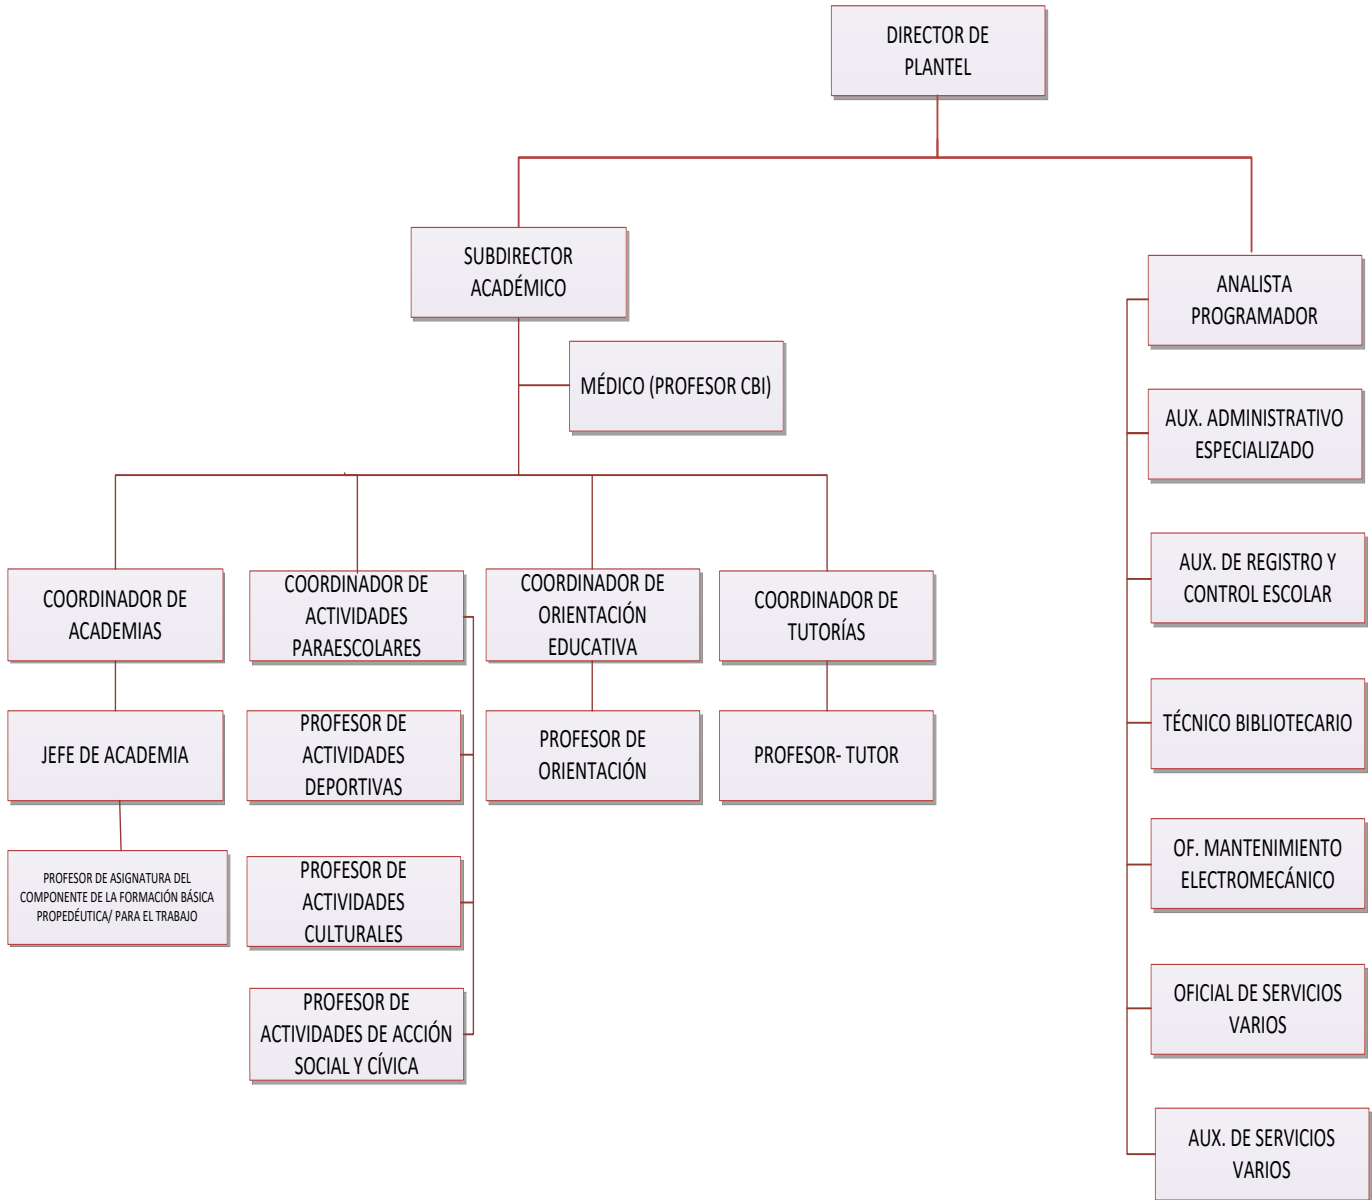 DIRECTOR DE
PLANTEL
SUBDIRECTOR
ACADÉMICO
ANALISTA
PROGRAMADOR
MÉDICO (PROFESOR CBI)
AUX. ADMINISTRATIVO
ESPECIALIZADO
AUX. DE REGISTRO Y
CONTROL ESCOLAR
COORDINADOR DE
ACADEMIAS
COORDINADOR DE
ACTIVIDADES
PARAESCOLARES
COORDINADOR DE
ORIENTACIÓN
EDUCATIVA
COORDINADOR DE
TUTORÍAS
JEFE DE ACADEMIA
PROFESOR DE
ACTIVIDADES
DEPORTIVAS
PROFESOR DE
ORIENTACIÓN
PROFESOR- TUTOR
TÉCNICO BIBLIOTECARIO
PROFESOR DE ASIGNATURA DEL
COMPONENTE DE LA FORMACIÓN BÁSICA
PROPEDÉUTICA/ PARA EL TRABAJO
PROFESOR DE
ACTIVIDADES
CULTURALES
OF. MANTENIMIENTO
ELECTROMECÁNICO
PROFESOR DE
ACTIVIDADES DE ACCIÓN
SOCIAL Y CÍVICA
OFICIAL DE SERVICIOS
VARIOS
AUX. DE SERVICIOS
VARIOS